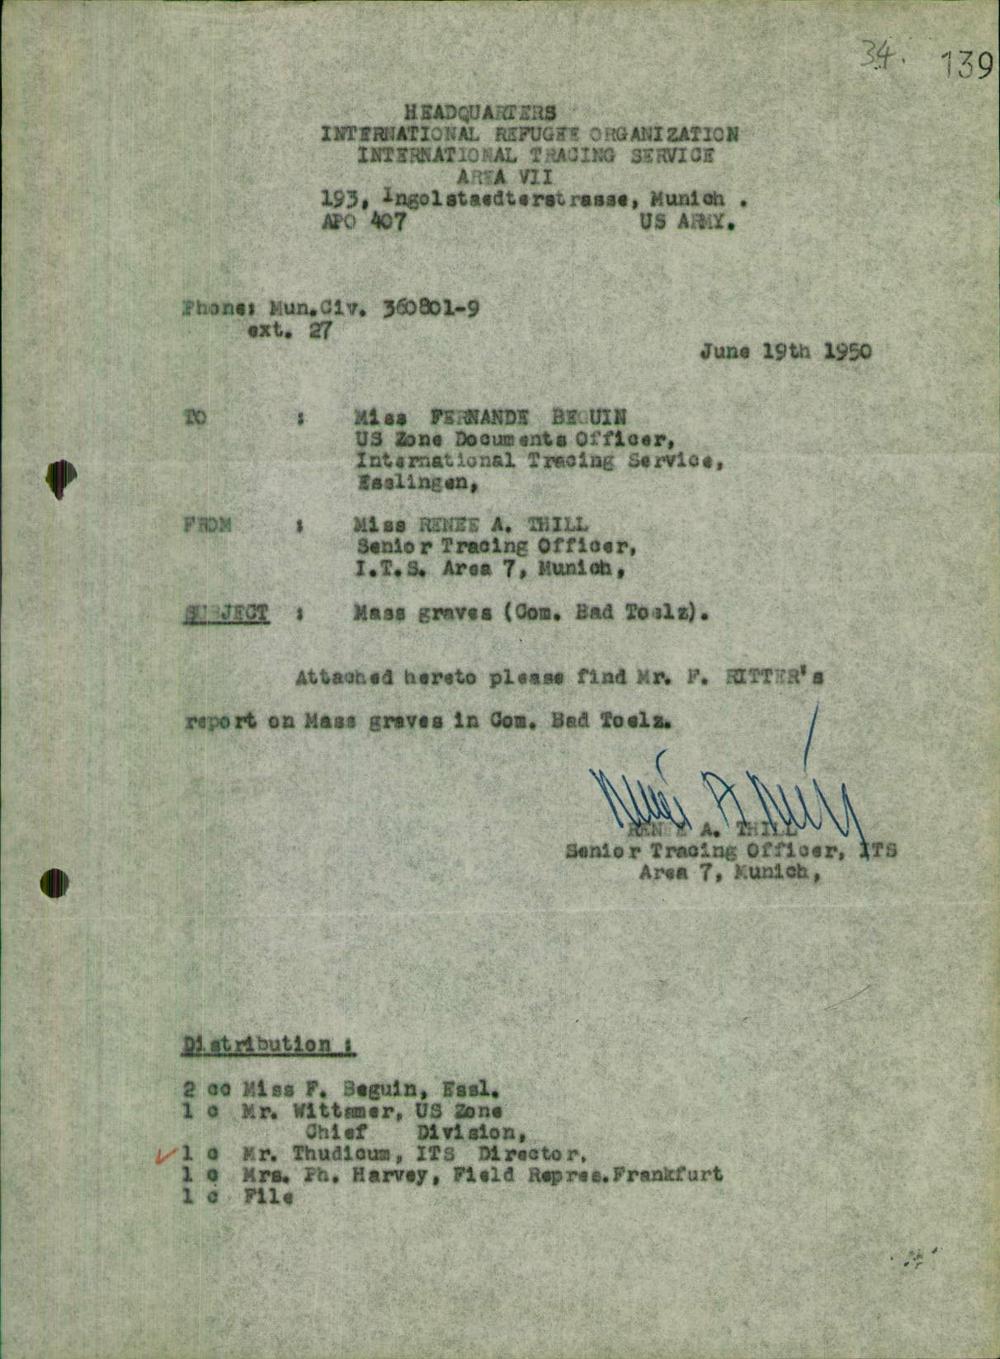 34. 139
HEADQUARTERS
INTERNATIONAL REFUGEE ORGANIZATION
INTERNATIONAL TRACING SERVICE
AREA VII
193, Ingolstaedterstrasse, Munich .
APO 407 US ARMY.
Phone: Mun.Civ. 360801-9
ext. 27
June 19th 1950
TO : Miss FERNANDE BEGUIN
US Zone Documents Officer,
International Tracing Service,
Esslingen,
FROM : Miss RENEE A. THILL
Senior Tracing Officer,
I.T.S. Area 7, Munich,
SUBJECT : Mass graves (Com. Bad Toelz).
Attached hereto please find Mr. F. RITTER's
report on Mass graves in Com. Bad Toelz.
RENEE A. THILL
Senior Tracing Officer, ITS
Area 7, Munich,
Distribution :
2 cc Miss F. Beguin, Essl.
1 c Mr. Wittamer, US Zone
Chief Division,
1 c Mr. Thudicum, ITS Director.
1 c Mrs. Ph. Harvey, Field Repres.Frankfurt
1 c File